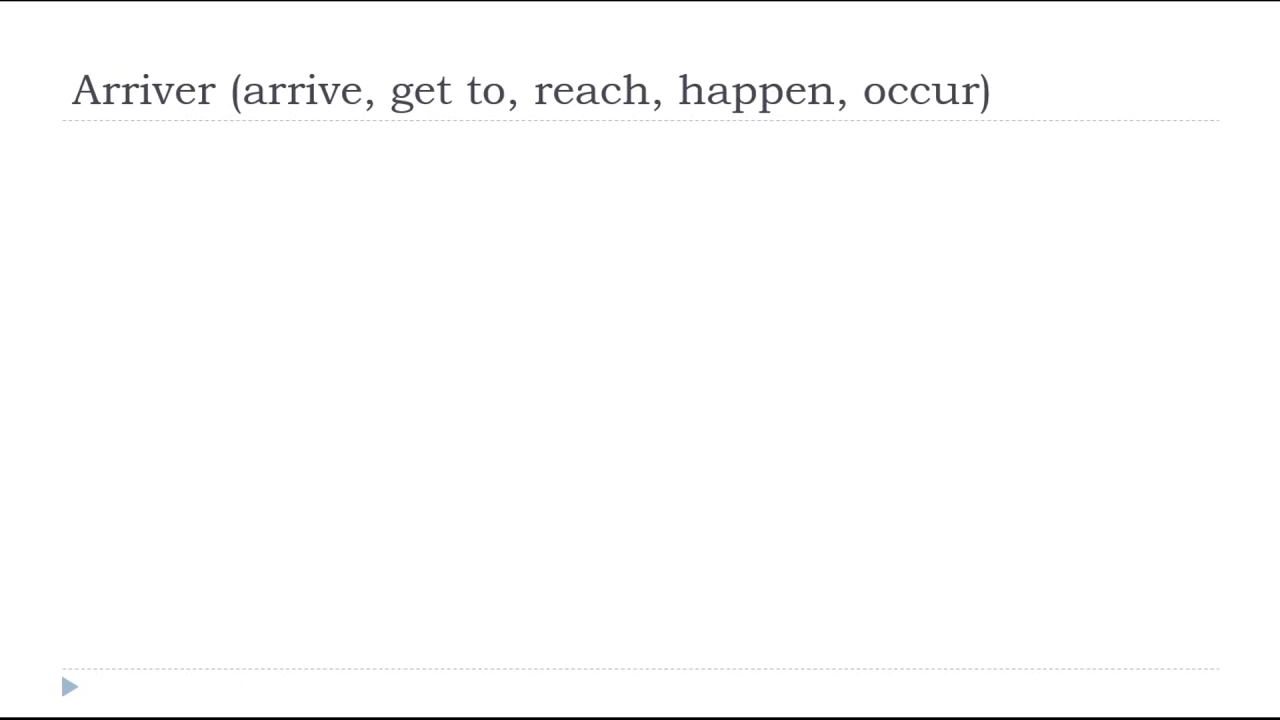 Arriver (arrive, get to, reach, happen, occur)